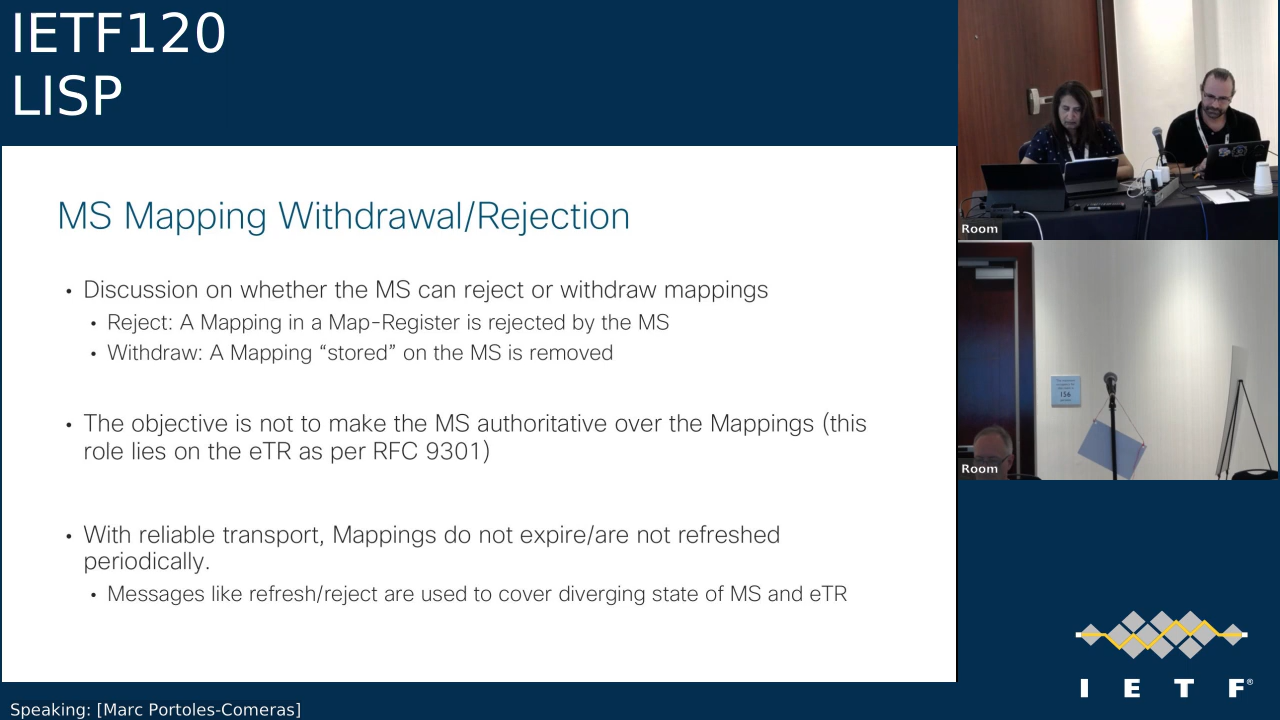 IETF120
LISP
MS Mapping Withdrawal/Rejection
• Discussion on whether the MS can reject or withdraw mappings
• Reject: A Mapping in a Map-Register is rejected by the MS
• Withdraw: A Mapping “stored” on the MS is removed
• The objective is not to make the MS authoritative over the Mappings (this
role lies on the eTR as per RFC 9301)
• With reliable transport, Mappings do not expire/are not refreshed
periodically.
• Messages like refresh/reject are used to cover diverging state of MS and eTR
Room
156
Room
I E T F®
Speaking: [Marc Portoles-Comeras]